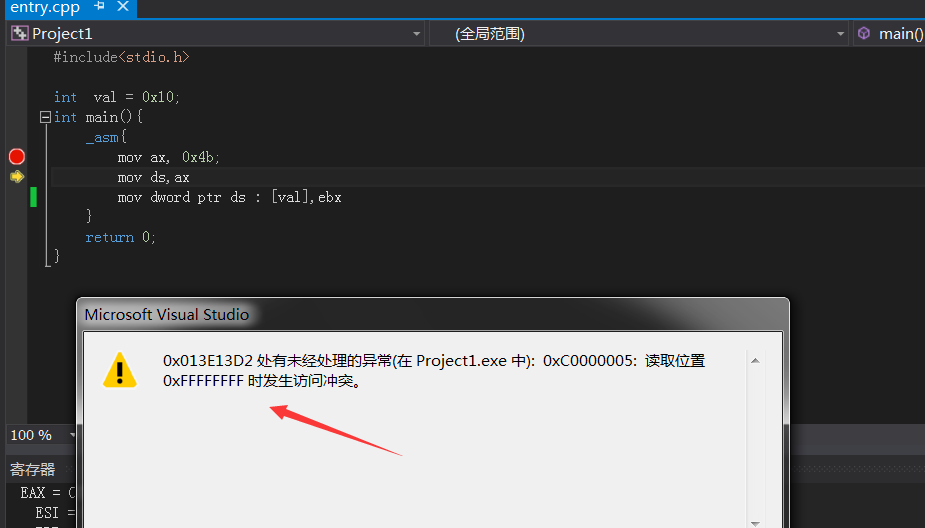 entry.cpp
Project1 (全局范围) main()
#include<stdio.h>
int val = 0x10;
int main(){
_asm{
mov ax, 0x4b;
mov ds,ax
mov dword ptr ds : [val],ebx
}
return 0;
}
Microsoft Visual Studio
0x013E13D2 处有未经处理的异常(在 Project1.exe 中): 0xC0000005: 读取位置
0xFFFFFFFF 时发生访问冲突。
100 %
寄存器
EAX =
ESI =